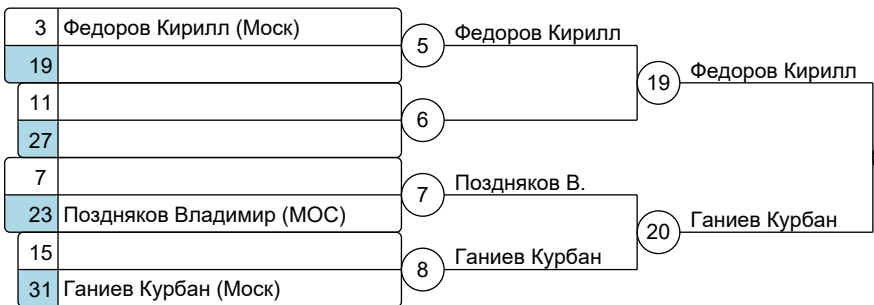 3 Федоров Кирилл (Моск)
19
5
Федоров Кирилл
11
27
6
19
Федоров Кирилл
7
23 Поздняков Владимир (МОС)
7
Поздняков В.
15
31 Ганиев Курбан (Моск)
8
Ганиев Курбан
20
Ганиев Курбан